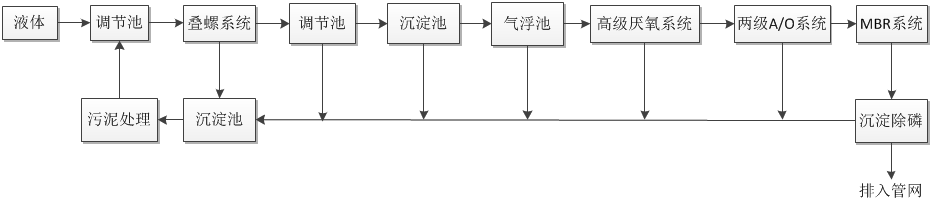 液体
调节池
叠螺系统
调节池
沉淀池
气浮池
高级厌氧系统
两级A/O系统
MBR系统
污泥处理
沉淀池
沉淀除磷
排入管网